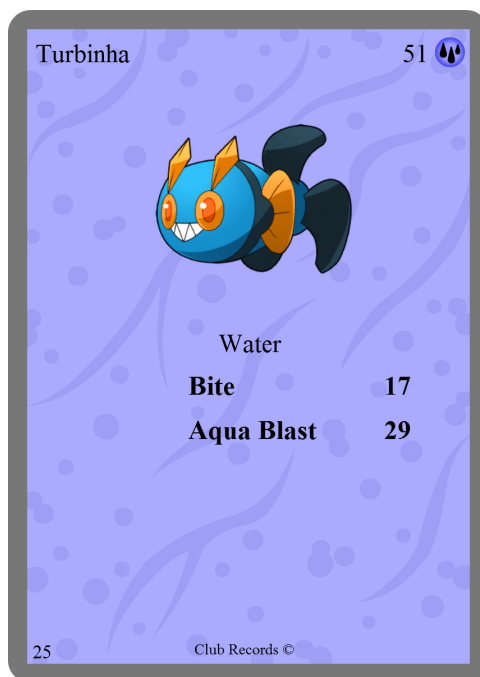 Turbinha 51
Water
Bite 17
Aqua Blast 29
25 Club Records ©